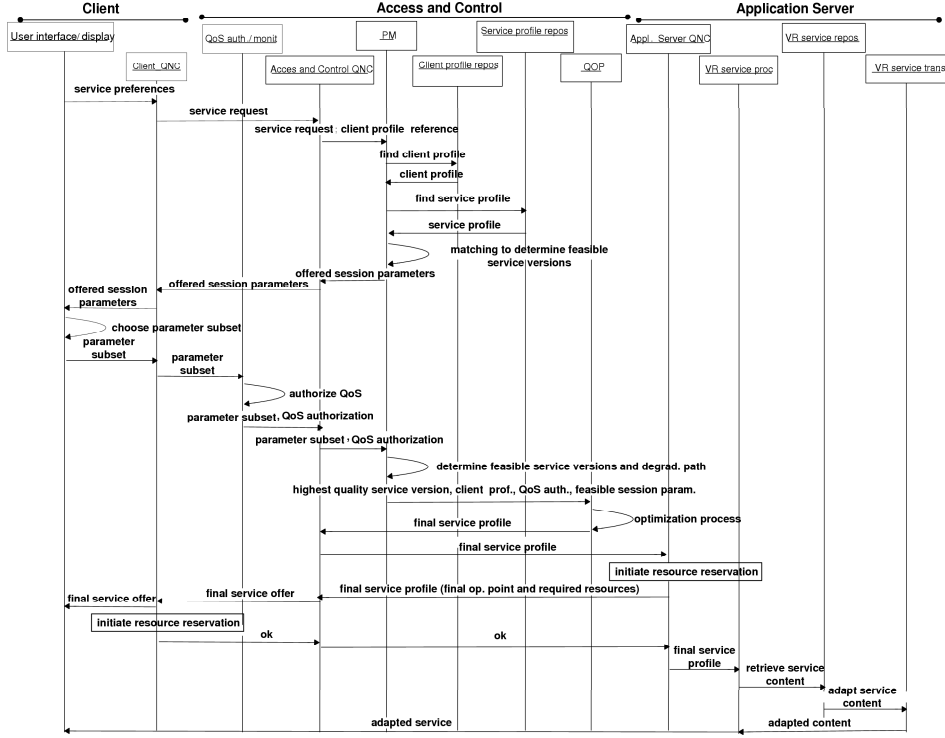 Client
Access and Control
Application Server
User interface/display
QoS auth./monit
PM
Service profile repos
Appl. Server QNC
VR service repos
Client QNC
Acces and Control QNC
Client profile repos
QOP
VR service proc
VR service trans
service preferences
service request
service request: client profile reference
find client profile
client profile
find service profile
service profile
matching to determine feasible
service versions
offered session parameters
offered session parameters
offered session
parameters
choose parameter subset
parameter
subset
parameter
subset
authorize QoS
parameter subset, QoS authorization
parameter subset, QoS authorization
determine feasible service versions and degrad. path
highest quality service version, client prof., QoS auth., feasible session param.
optimization process
final service profile
final service profile
initiate resource reservation
final service profile (final op. point and required resources)
final service offer
final service offer
initiate resource reservation
ok
ok
final service
profile
retrieve service
content
adapt service
content
adapted content
adapted service